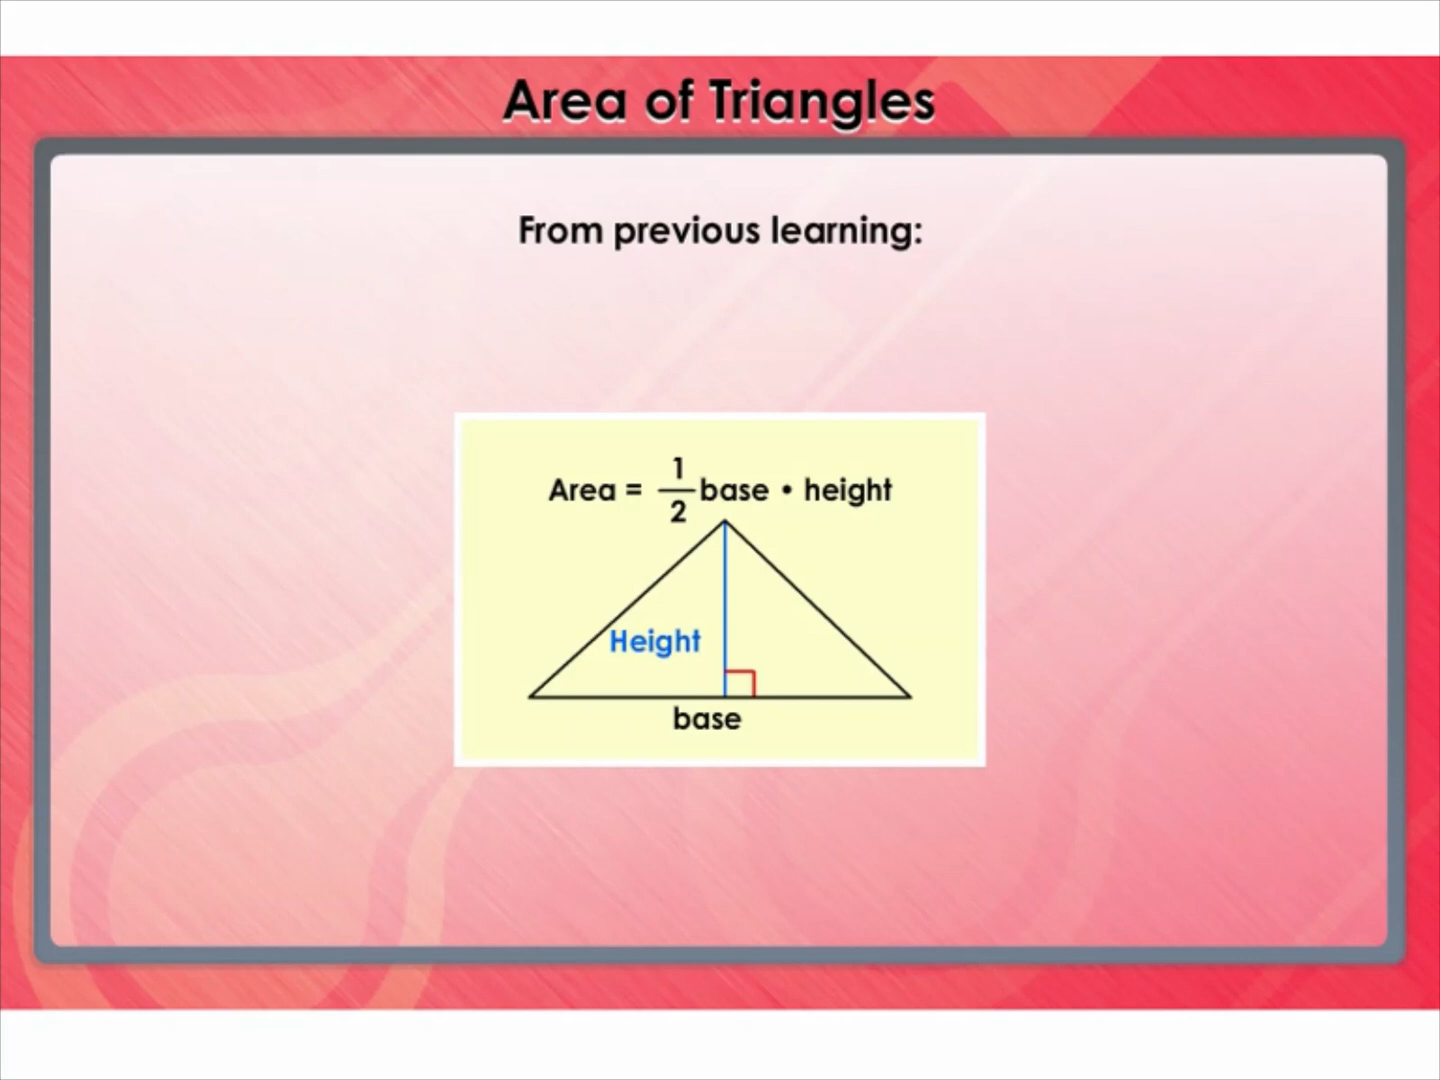 Area of Triangles
From previous learning:
Area = 1/2 base • height
Height
base